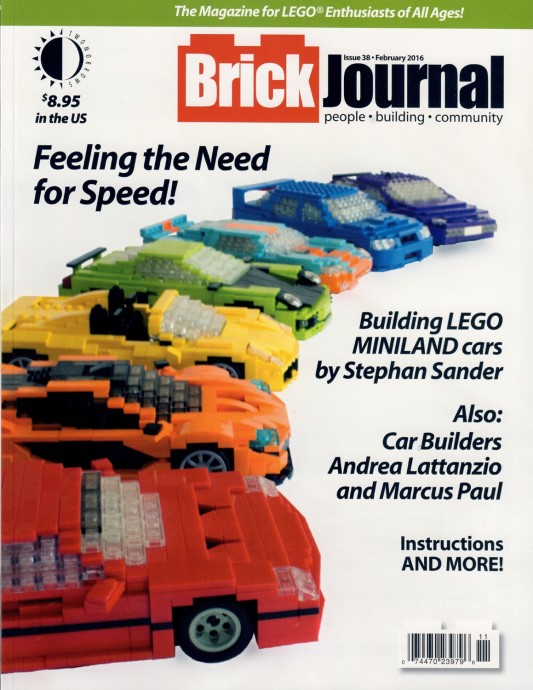 The Magazine for LEGO® Enthusiasts of All Ages!
TWOMORROWS
$8.95
in the US
Issue 38 • February 2016
BrickJournal
people • building • community
Feeling the Need
for Speed!
Building LEGO
MINILAND cars
by Stephan Sander
Also:
Car Builders
Andrea Lattanzio
and Marcus Paul
Instructions
AND MORE!
11
0 74470 23979 6